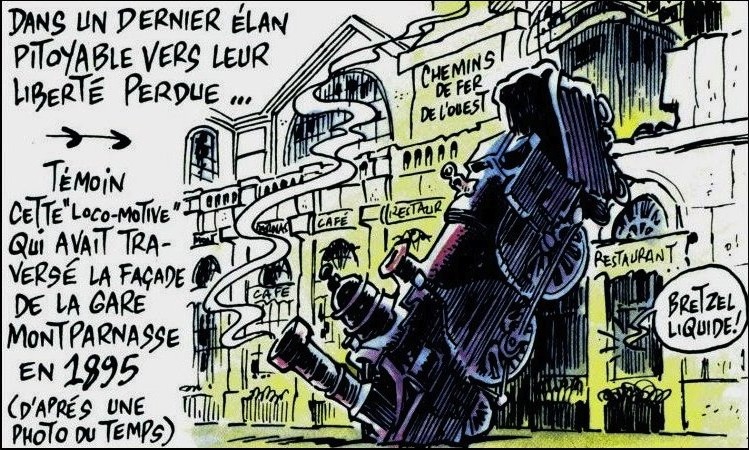 DANS UN DERNIER ÉLAN
PITOYABLE VERS LEUR
LIBERTÉ PERDUE...
TÉMOIN
CETTE "LOCO-MOTIVE"
QUI AVAIT TRA-
VERSÉ LA FAÇADE
DE LA GARE
MONTPARNASSE
EN 1895
(D'APRÉS UNE
PHOTO DU TEMPS)
CHEMINS
DE FER
DE L'OUEST
CAFÉ
RESTAUR
CAFÉ
RESTAURANT
BRETZEL
LIQUIDE!